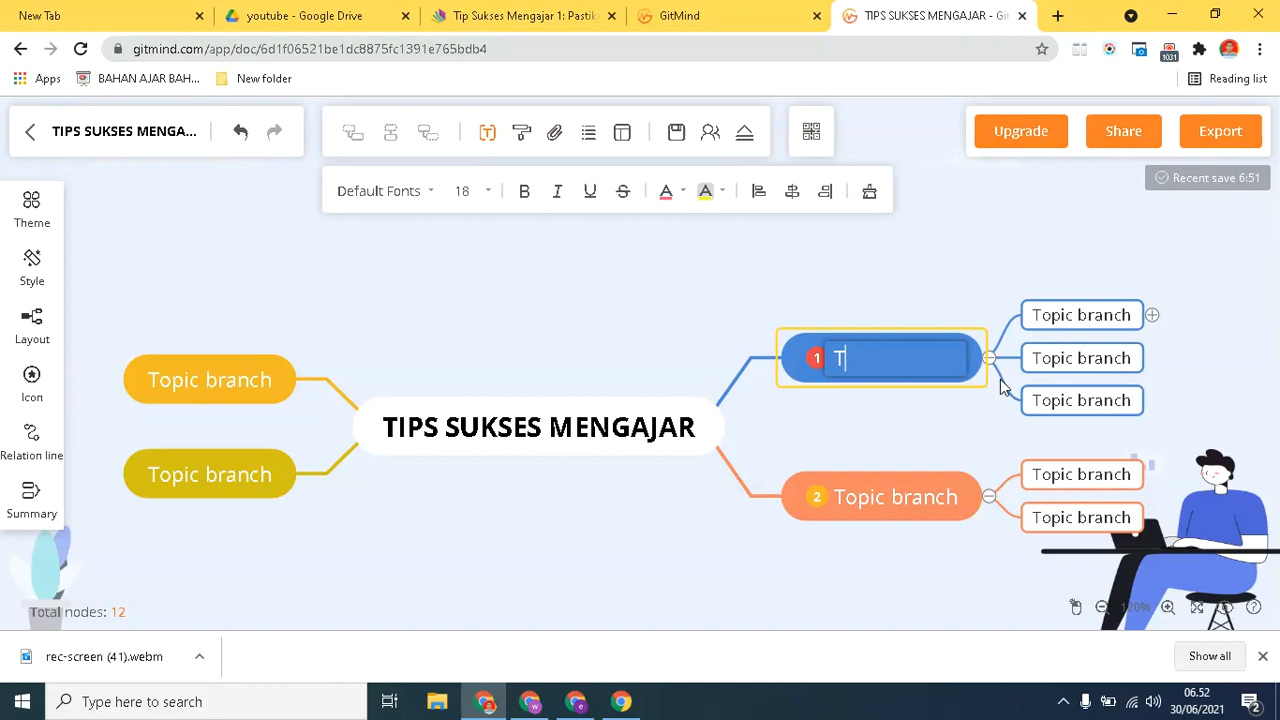 New Tab
youtube - Google Drive
Tip Sukses Mengajar 1: Pastik
GitMind
TIPS SUKSES MENGAJAR - Gi
gitmind.com/app/doc/6d1f06521be1dc8875fc1391e765bdb4
1031
Apps
BAHAN AJAR BAH...
New folder
Reading list
TIPS SUKSES MENGA...
Upgrade
Share
Export
Default Fonts
18
B I U S A A
Recent save 6:51
Theme
Style
Layout
Icon
Relation line
Summary
Topic branch
Topic branch
TIPS SUKSES MENGAJAR
1 T
Topic branch
Topic branch
Topic branch
2 Topic branch
Topic branch
Topic branch
Total nodes: 12
120%
rec-screen (41).webm
Show all
Type here to search
06.52
30/06/2021
2